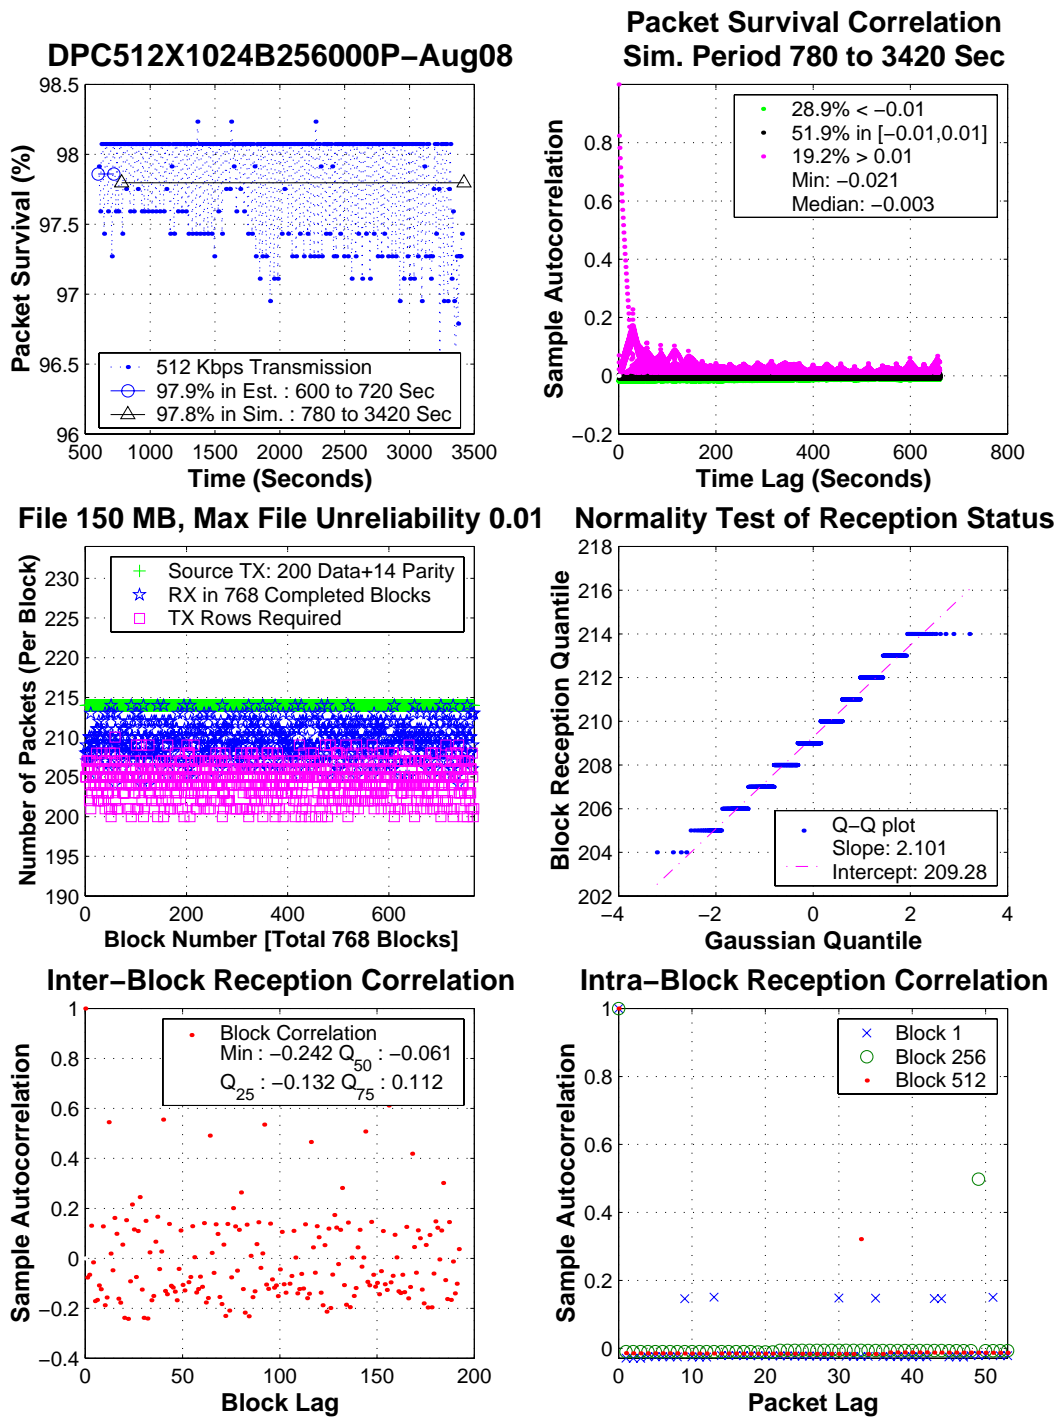 DPC512X1024B256000P−Aug08
98.5
98
97.5
97
96.5
96
Packet Survival (%)
512 Kbps Transmission
97.9% in Est. : 600 to 720 Sec
97.8% in Sim. : 780 to 3420 Sec
500 1000 1500 2000 2500 3000 3500
Time (Seconds)
Packet Survival Correlation
Sim. Period 780 to 3420 Sec
0.8
0.6
0.4
0.2
0
−0.2
Sample Autocorrelation
28.9% < −0.01
51.9% in [−0.01,0.01]
19.2% > 0.01
Min: −0.021
Median: −0.003
0 200 400 600 800
Time Lag (Seconds)
File 150 MB, Max File Unreliability 0.01
230
225
220
215
210
205
200
195
190
Number of Packets (Per Block)
Source TX: 200 Data+14 Parity
RX in 768 Completed Blocks
TX Rows Required
0 200 400 600
Block Number [Total 768 Blocks]
Normality Test of Reception Status
218
216
214
212
210
208
206
204
202
Block Reception Quantile
Q−Q plot
Slope: 2.101
Intercept: 209.28
−4 −2 0 2 4
Gaussian Quantile
Inter−Block Reception Correlation
1
0.8
0.6
0.4
0.2
0
−0.2
−0.4
Sample Autocorrelation
Block Correlation
Min : −0.242 Q50 : −0.061
Q25 : −0.132 Q75 : 0.112
0 50 100 150 200
Block Lag
Intra−Block Reception Correlation
1
0.8
0.6
0.4
0.2
0
Sample Autocorrelation
Block 1
Block 256
Block 512
0 10 20 30 40 50
Packet Lag